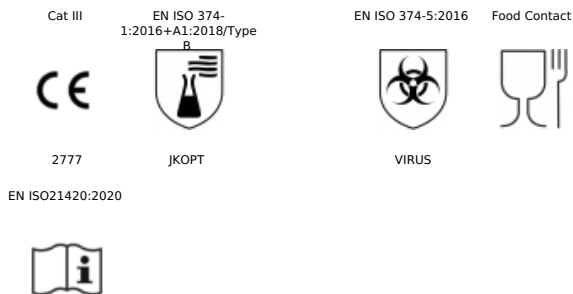 Cat III
EN ISO 374-
1:2016+A1:2018/Type
B
EN ISO 374-5:2016
Food Contact
CE
2777
JKOPT
VIRUS
EN ISO21420:2020
i